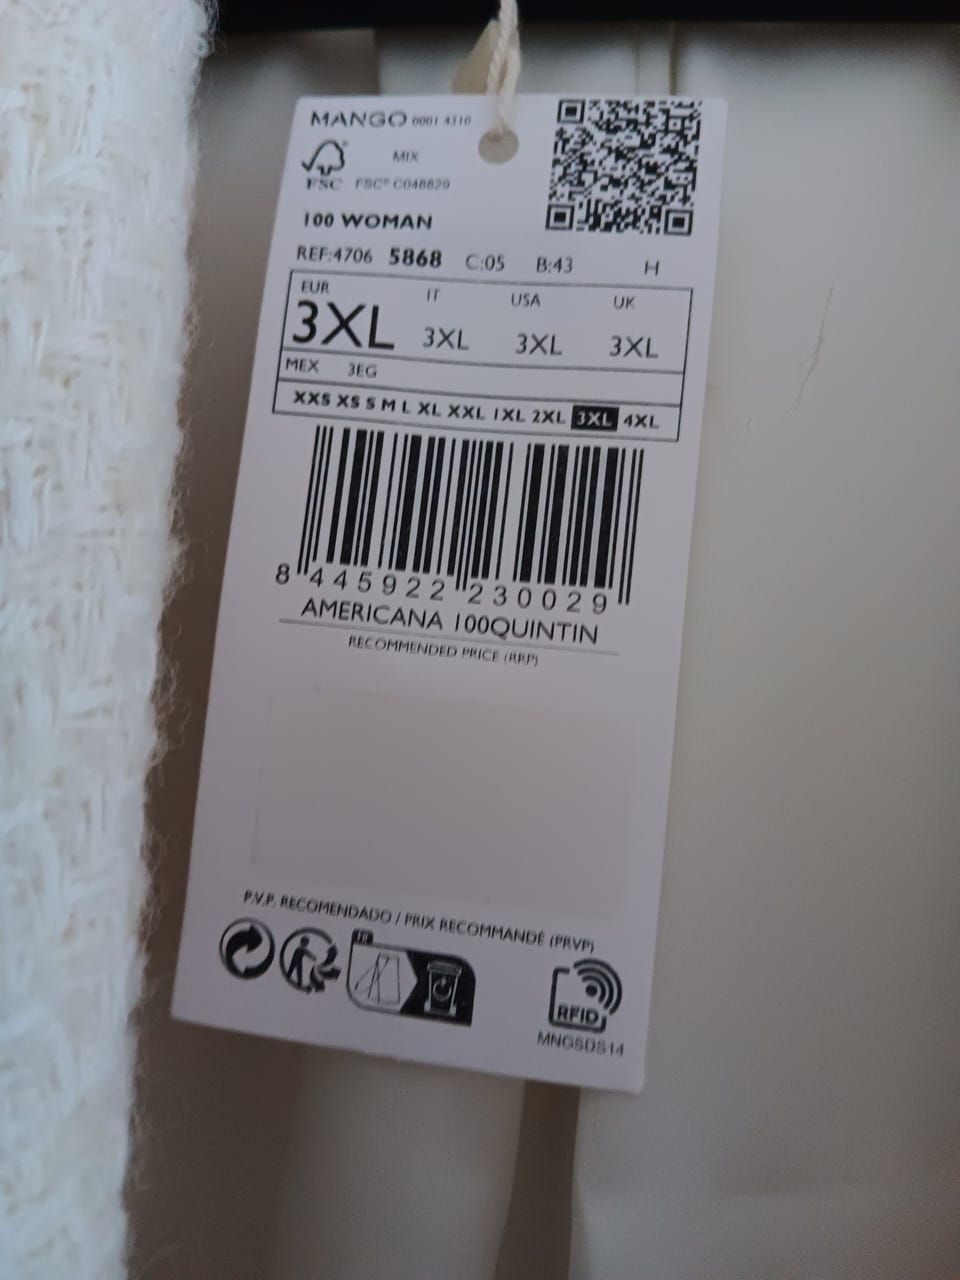 MANGO 0001 4310
MIX
FSC FSC® C048829
100 WOMAN
REF:4706 5868 C:05 B:43 H
EUR IT USA UK
3XL 3XL 3XL 3XL
MEX 3EG
XXS XS S M L XL XXL 1XL 2XL 3XL 4XL
8 445922 230029
AMERICANA 100QUINTIN
RECOMMENDED PRICE (RRP)
P.V.P. RECOMENDADO / PRIX RECOMMANDÉ (PRVP)
FR
RFID
MNGSDS14